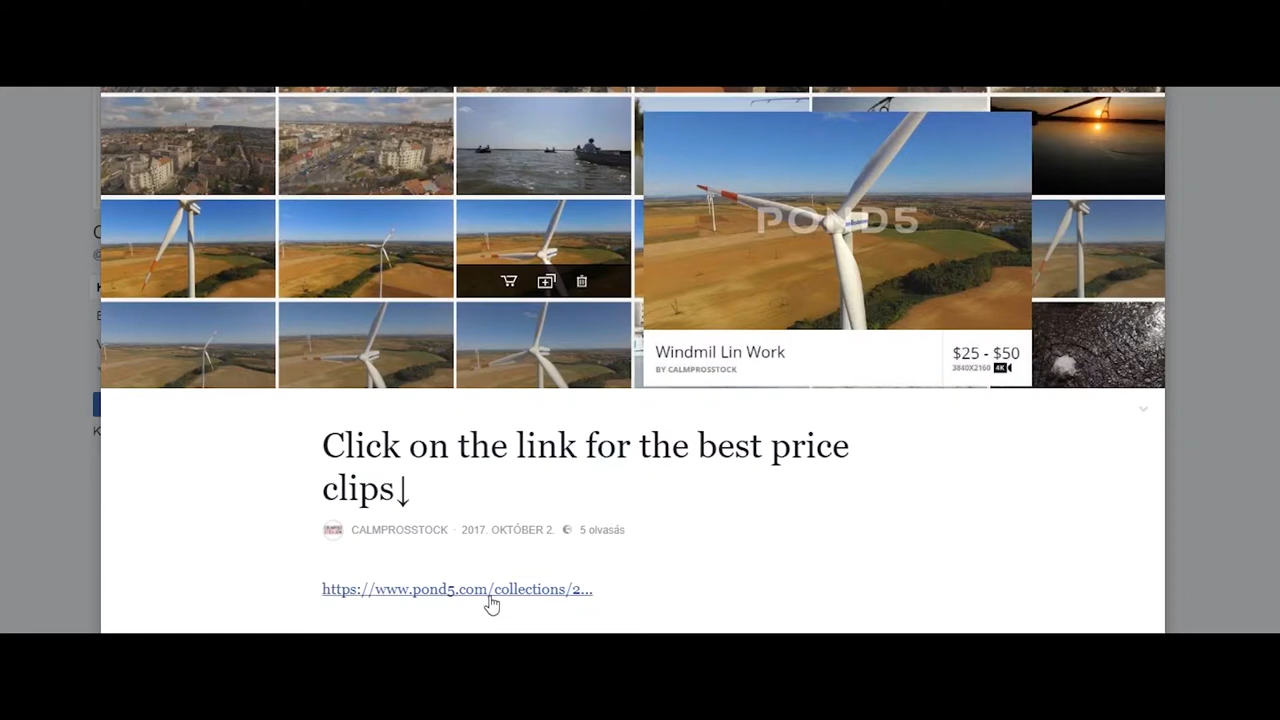 POND5
Windmil Lin Work
$25 - $50
BY CALMPROSSTOCK
3840X2160 4K
Click on the link for the best price
clips↓
CALMPROSSTOCK · 2017. OKTÓBER 2. 5 olvasás
https://www.pond5.com/collections/2...